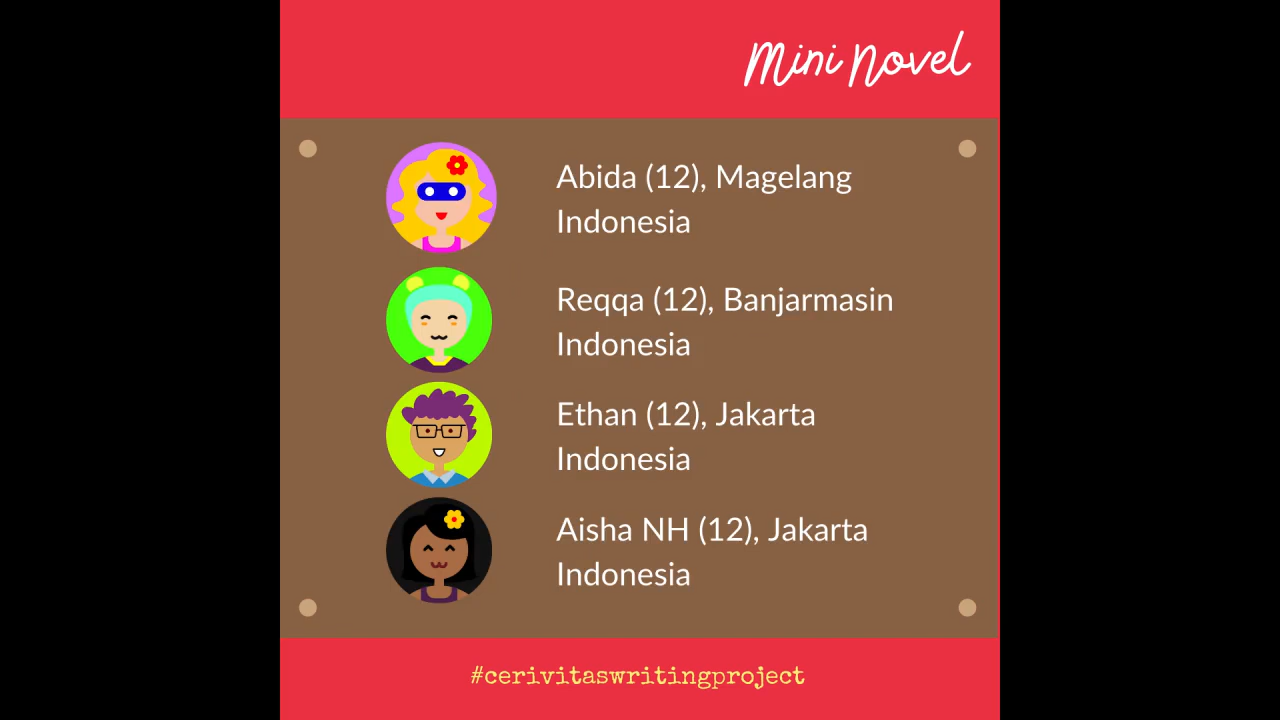 Mini Novel
Abida (12), Magelang
Indonesia
Reqqa (12), Banjarmasin
Indonesia
Ethan (12), Jakarta
Indonesia
Aisha NH (12), Jakarta
Indonesia
#cerivitaswritingproject